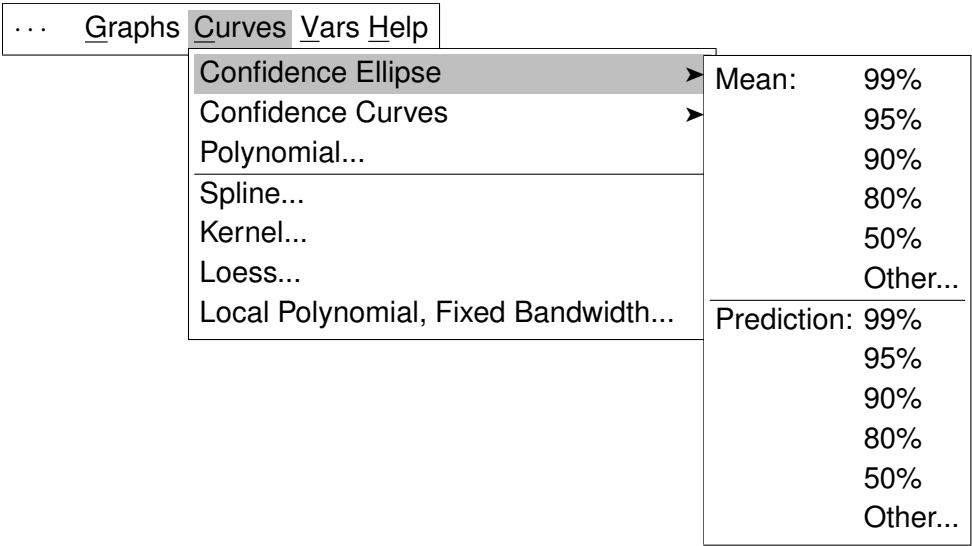 ... Graphs Curves Vars Help
Confidence Ellipse
Confidence Curves
Polynomial...
Spline...
Kernel...
Loess...
Local Polynomial, Fixed Bandwidth...
Mean: 99%
95%
90%
80%
50%
Other...
Prediction: 99%
95%
90%
80%
50%
Other...